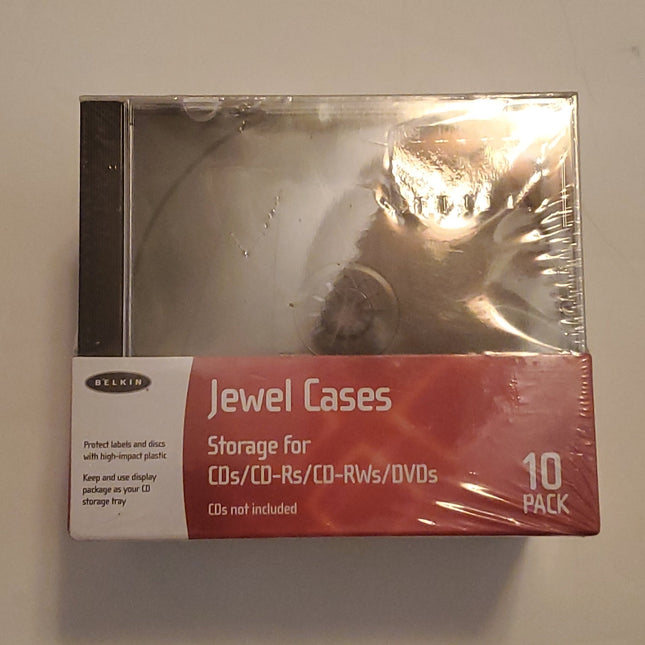 BELKIN
Protect labels and discs
with high-impact plastic
Keep and use display
package as your CD
storage tray
Jewel Cases
Storage for
CDs/CD-Rs/CD-RWs/DVDs
CDs not included
10
PACK